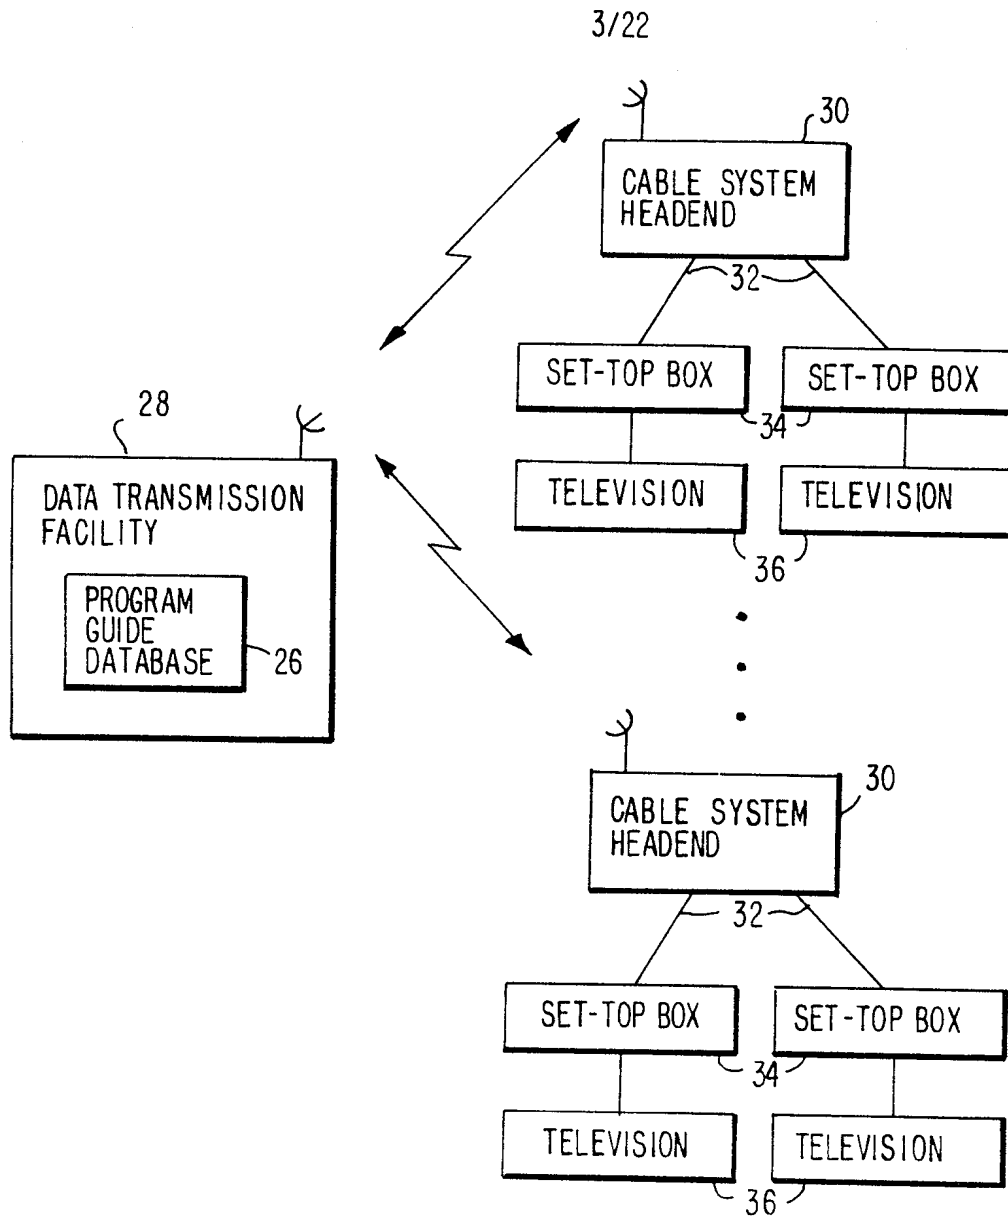 3/22
30
CABLE SYSTEM
HEADEND
32
SET-TOP BOX
SET-TOP BOX
34
TELEVISION
TELEVISION
36
28
DATA TRANSMISSION
FACILITY
PROGRAM
GUIDE
DATABASE
26
30
CABLE SYSTEM
HEADEND
32
SET-TOP BOX
SET-TOP BOX
34
TELEVISION
TELEVISION
36